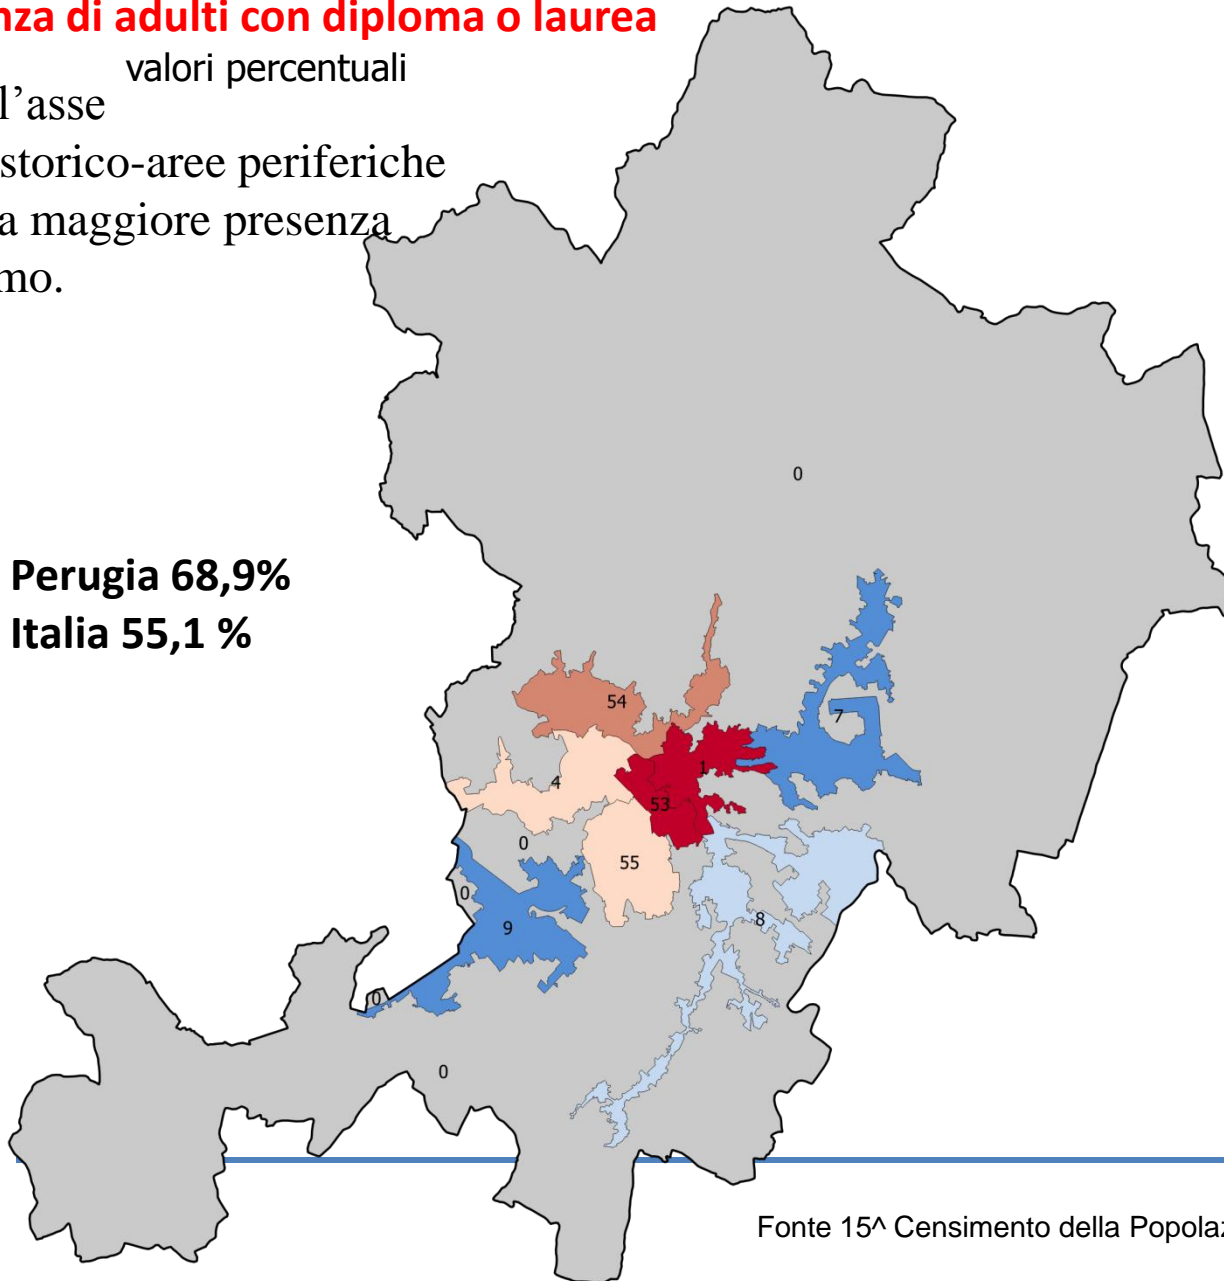 nza di adulti con diploma o laurea
valori percentuali
l’asse
storico-aree periferiche
a maggiore presenza
mo.
0
Perugia 68,9%
Italia 55,1 %
54
7
1
4
53
0
55
0
9
8
0
0
Fonte 15^ Censimento della Popolaz